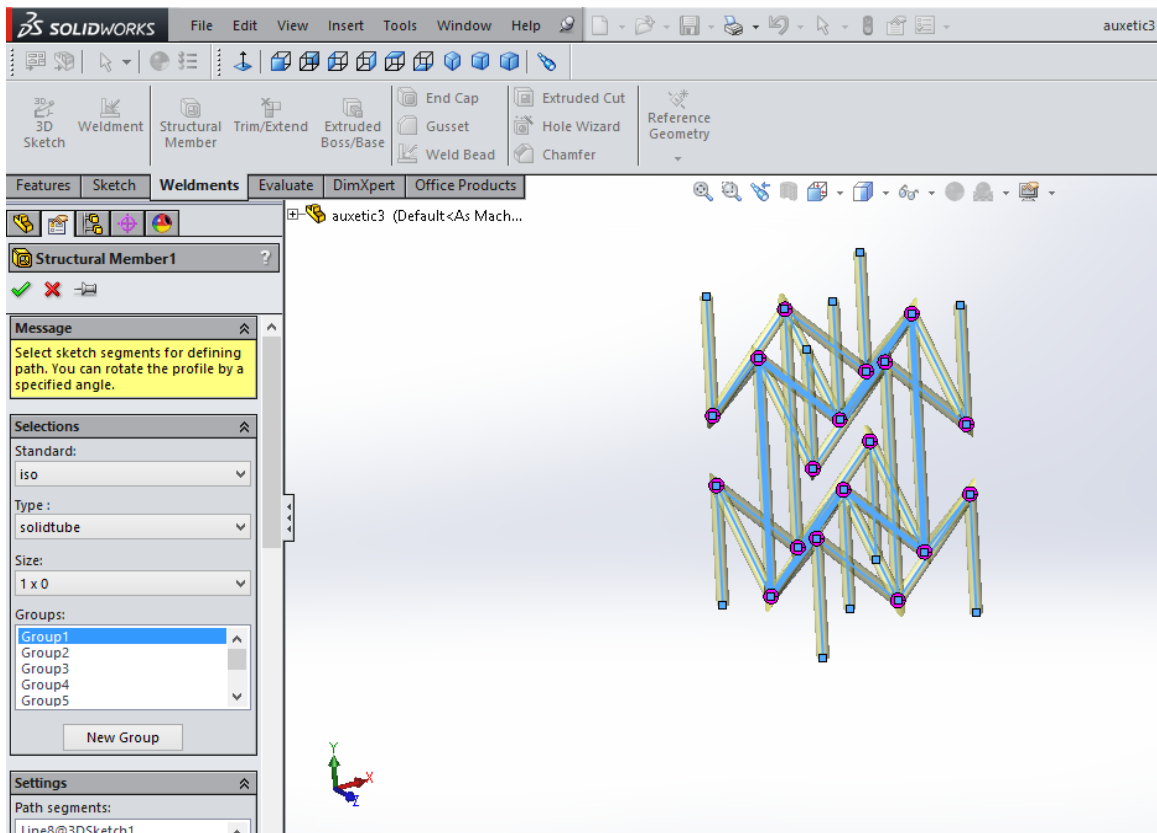 SOLIDWORKS File Edit View Insert Tools Window Help auxetic3
3D Sketch Weldment Structural Member Trim/Extend Extruded Boss/Base End Cap Gusset Weld Bead Extruded Cut Hole Wizard Chamfer Reference Geometry
Features Sketch Weldments Evaluate DimXpert Office Products
auxetic3 (Default<As Mach...
Structural Member1 ?
Message
Select sketch segments for defining
path. You can rotate the profile by a
specified angle.
Selections
Standard:
iso
Type :
solidtube
Size:
1 x 0
Groups:
Group1
Group2
Group3
Group4
Group5
New Group
Settings
Path segments:
Line8@3DSketch1
Y
X
Z